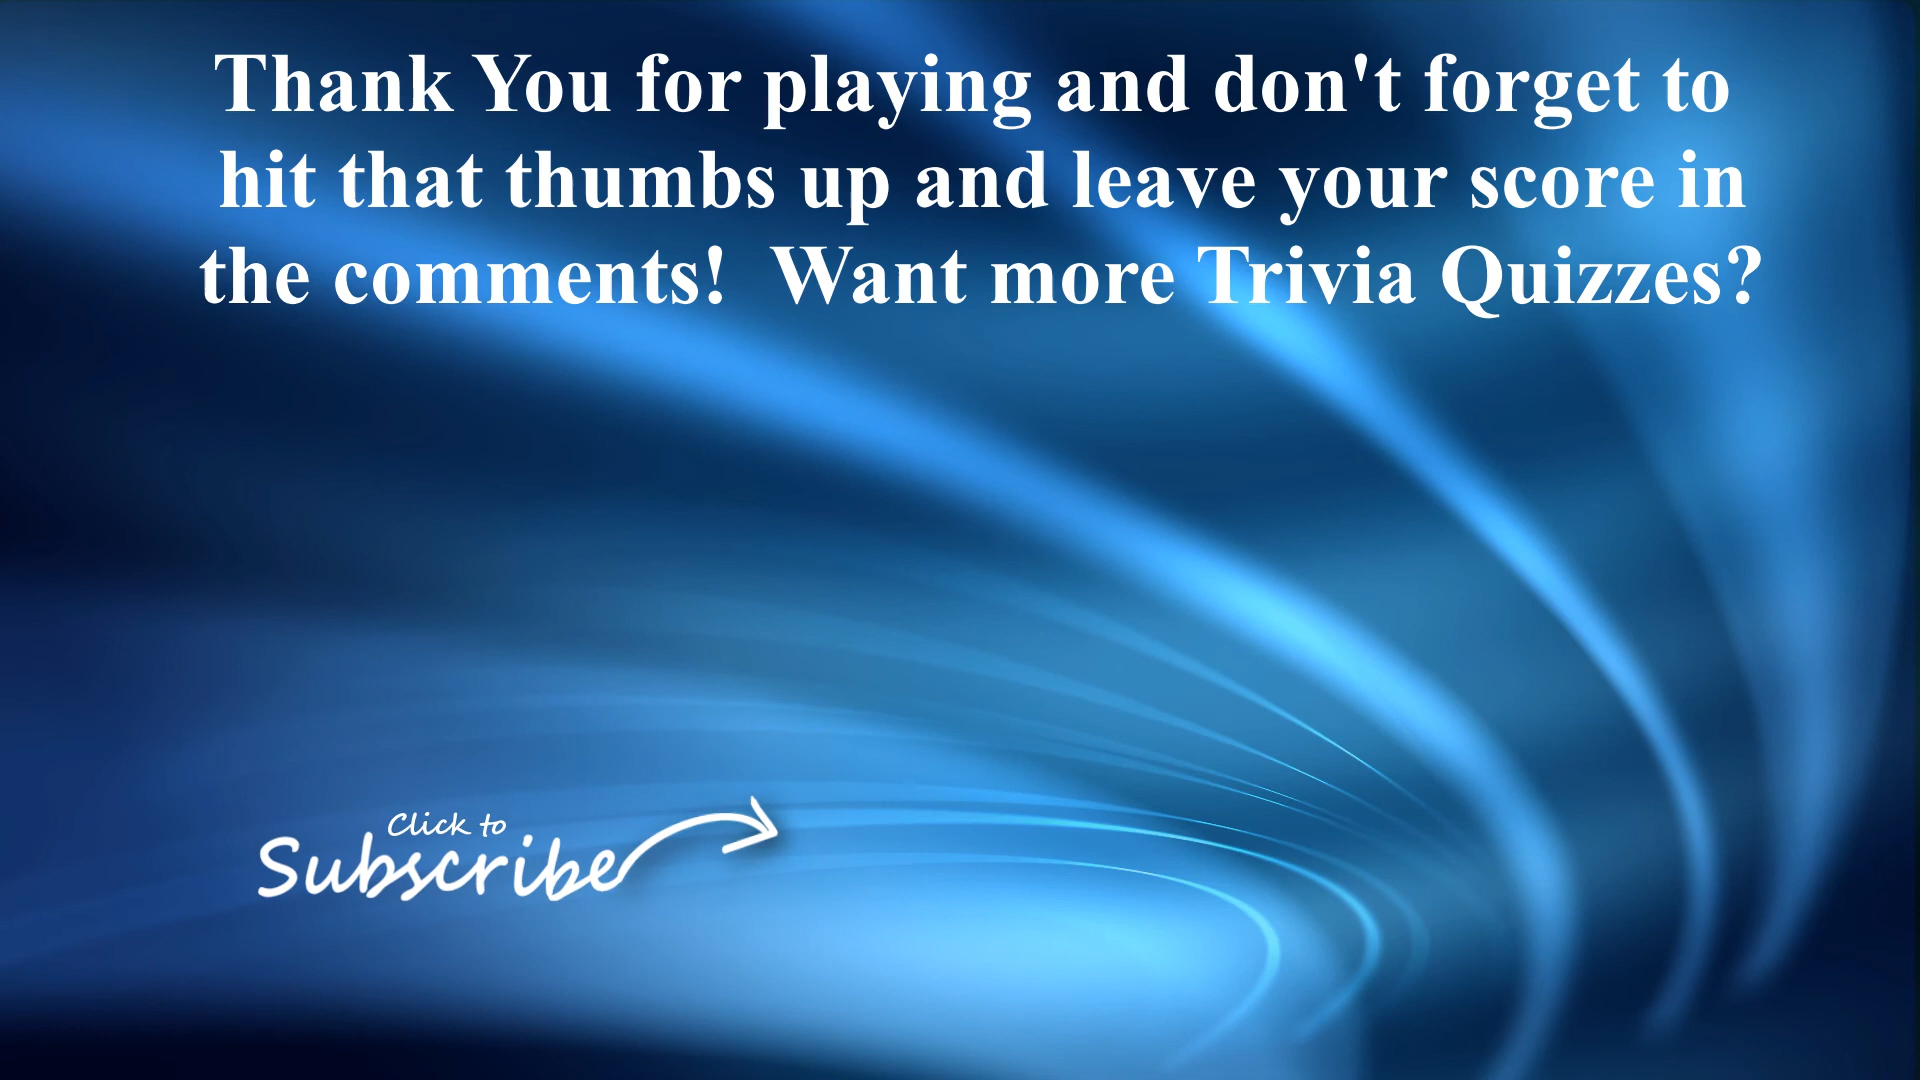 Thank You for playing and don't forget to
hit that thumbs up and leave your score in
the comments!  Want more Trivia Quizzes?
Click to
Subscribe